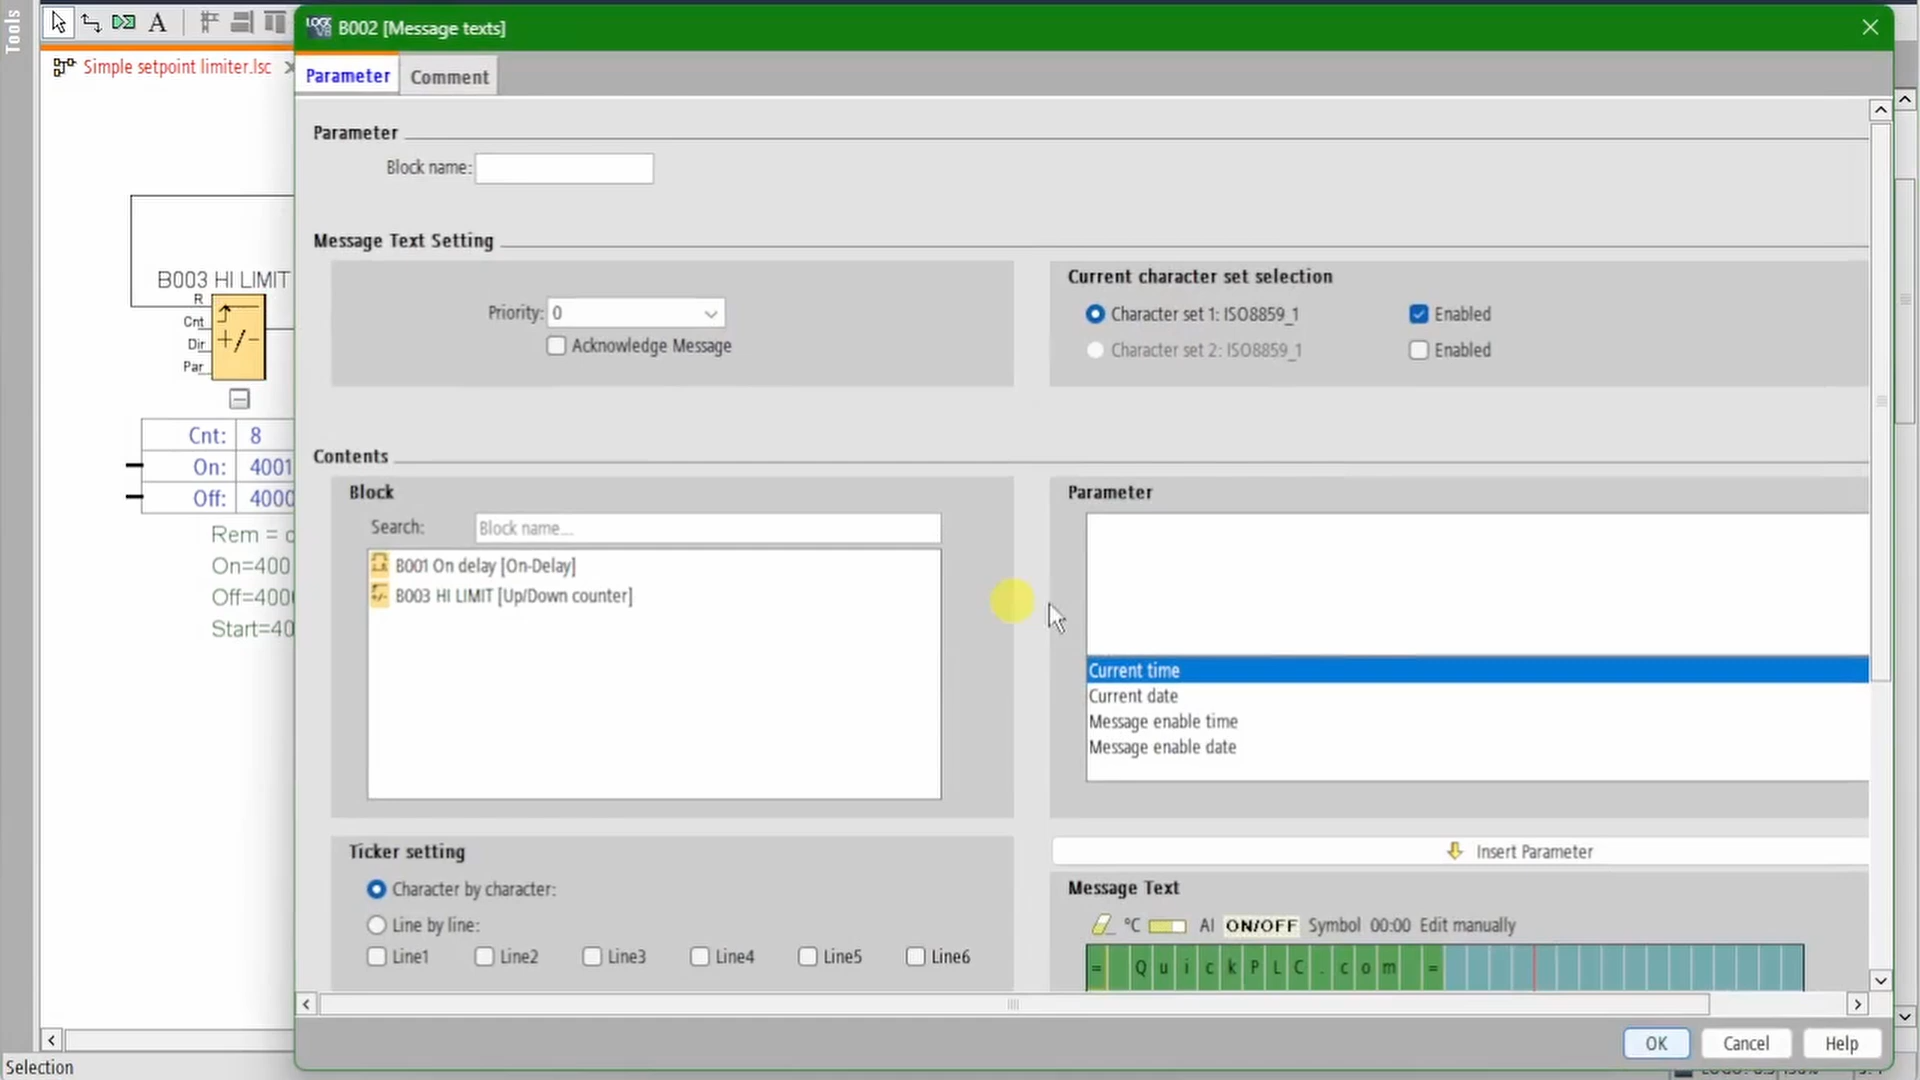 Tools
A
LOGO V8 B002 [Message texts]
Simple setpoint limiter.lsc
Parameter
Comment
Parameter
Block name:
Message Text Setting
Priority: 0
Acknowledge Message
Current character set selection
Character set 1: ISO8859_1
Enabled
Character set 2: ISO8859_1
Enabled
B003 HI LIMIT
R
Cnt
Dir
Par
+/-
Cnt: 8
On: 4001
Off: 4000
Rem = o
On=400
Off=400
Start=40
Contents
Block
Search: Block name...
B001 On delay [On-Delay]
B003 HI LIMIT [Up/Down counter]
Parameter
Current time
Current date
Message enable time
Message enable date
Ticker setting
Character by character:
Line by line:
Line1 Line2 Line3 Line4 Line5 Line6
Insert Parameter
Message Text
°C AI ON/OFF Symbol 00:00 Edit manually
= QuickPLC.com =
OK
Cancel
Help
Selection